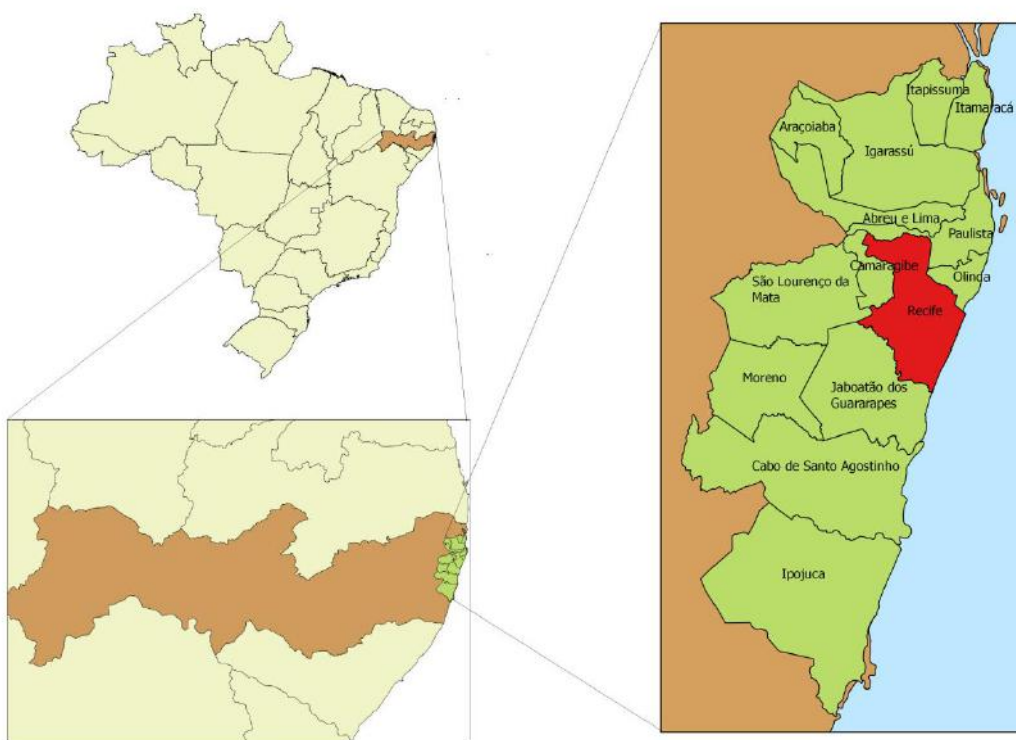 Itapissuma
Itamaracá
Araçoiaba
Igarassú
Abreu e Lima
Paulista
Camaragibe
Olinda
São Lourenço da
Mata
Recife
Moreno
Jaboatão dos
Guararapes
Cabo de Santo Agostinho
Ipojuca